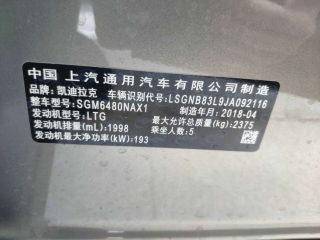 中国 上汽通用汽车有限公司制造
品牌:凯迪拉克 车辆识别代号:LSGNB83L9JA092116
整车型号:SGM6480NAX1 制造年月:2018-04
发动机型号:LTG 最大允许总质量(kg):2375
发动机排量(mL):1998 乘坐人数:5
发动机最大净功率(kW):193